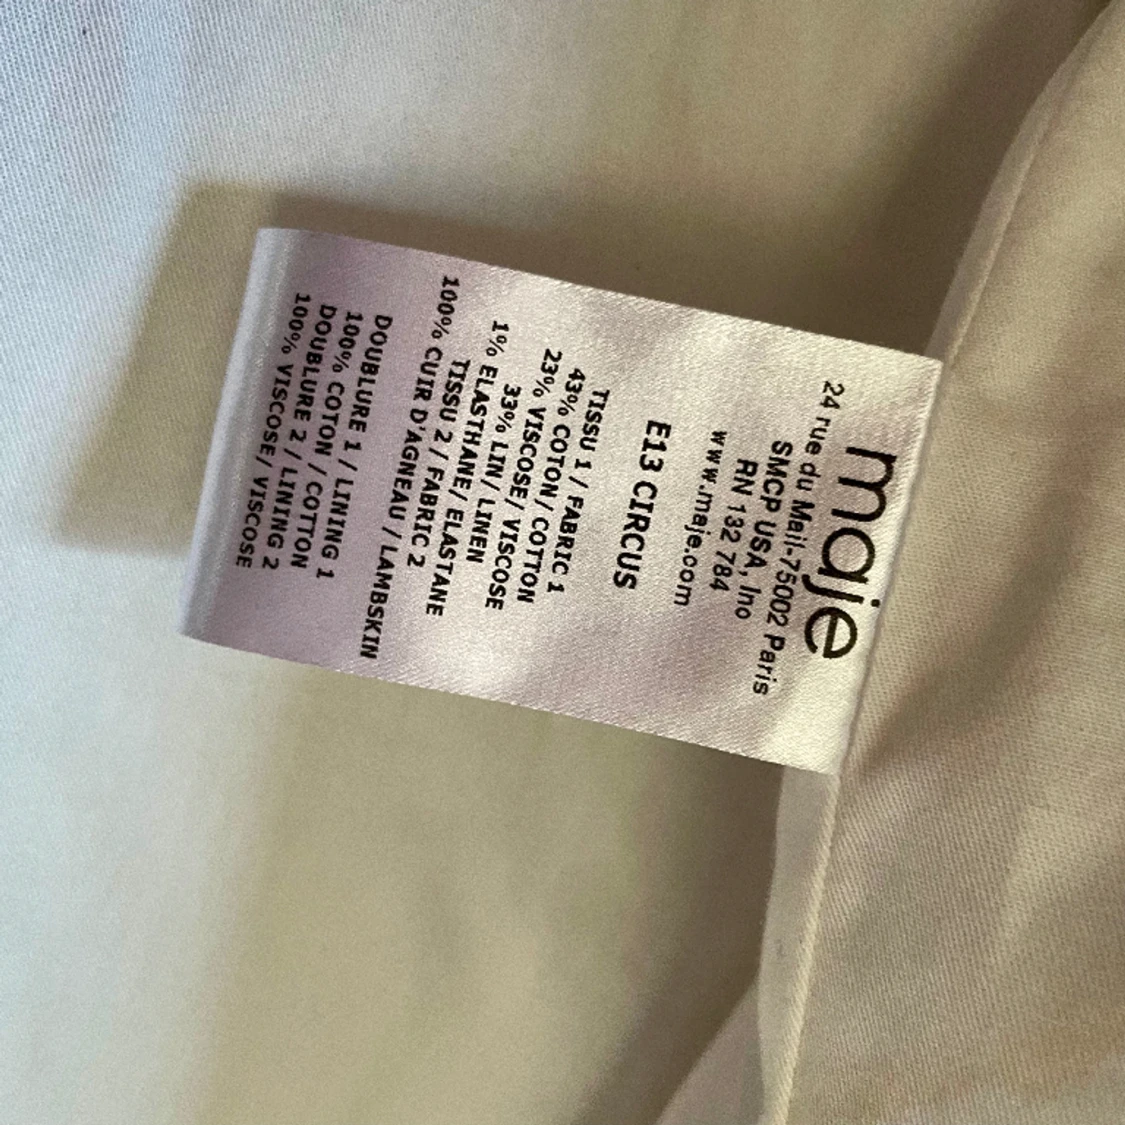 maje
24 rue du Mail-75002 Paris
SMCP USA, Inc
RN 132 784
www.maje.com
E13 CIRCUS
TISSU 1 / FABRIC 1
43% COTON/ COTTON
23% VISCOSE/ VISCOSE
33% LIN/ LINEN
1% ELASTHANE/ ELASTANE
TISSU 2 / FABRIC 2
100% CUIR D'AGNEAU / LAMBSKIN
DOUBLURE 1 / LINING 1
100% COTON / COTTON
DOUBLURE 2 / LINING 2
100% VISCOSE/ VISCOSE